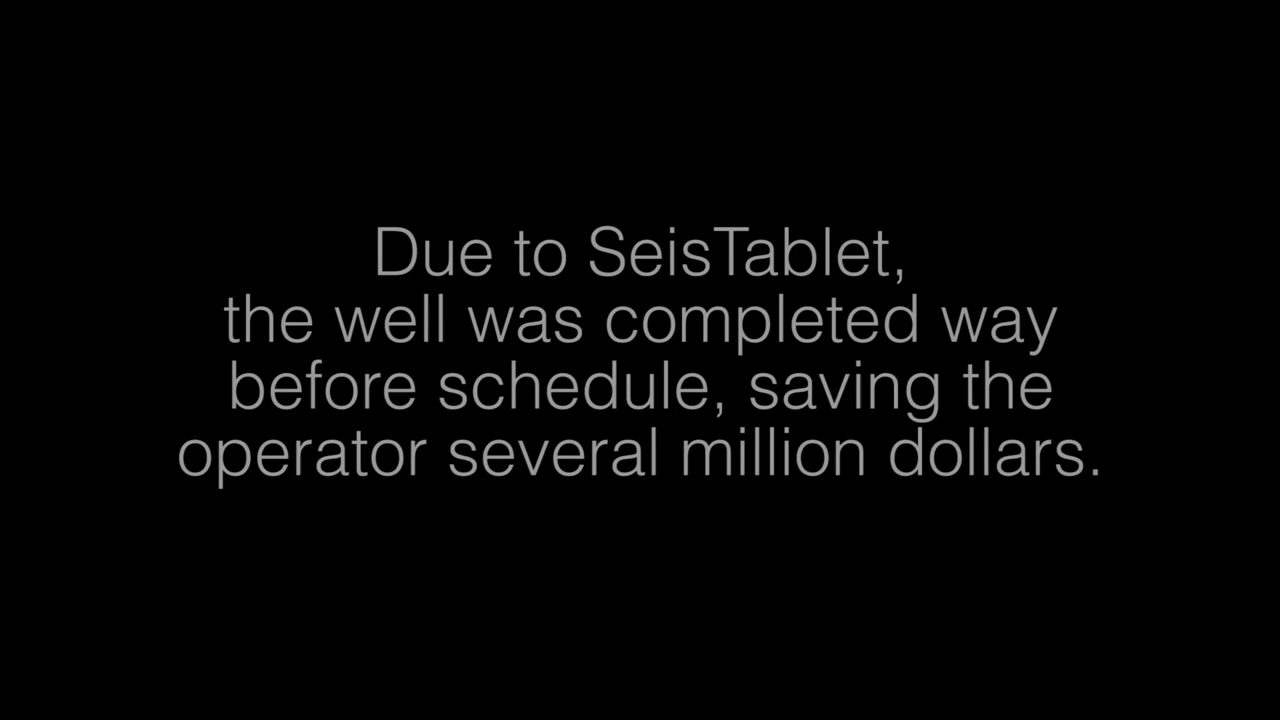 Due to SeisTablet,
the well was completed way
before schedule, saving the
operator several million dollars.